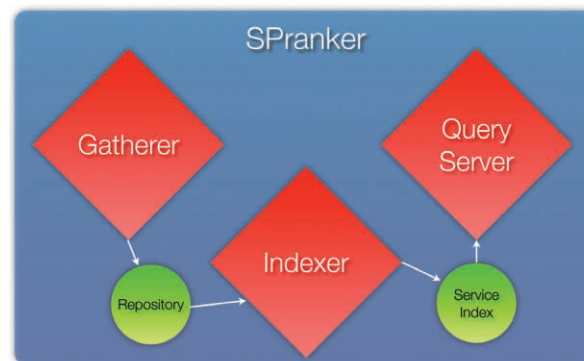 SPranker
Gatherer
Query
Server
Indexer
Repository
Service
Index